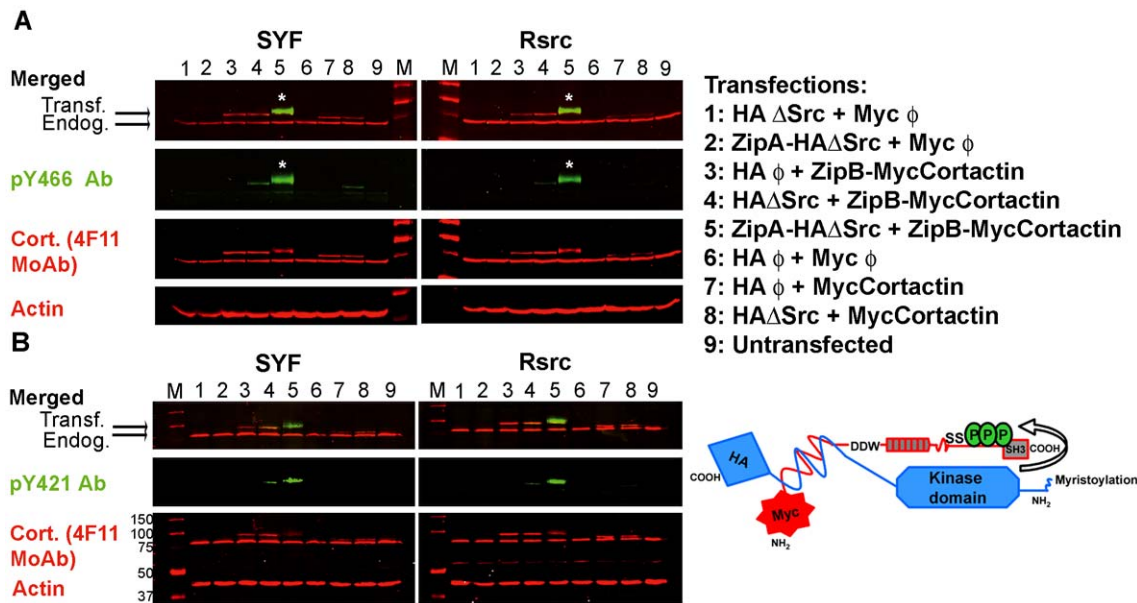 A
SYF
Rsrc
1 2 3 4 5 6 7 8 9 M
M 1 2 3 4 5 6 7 8 9
Merged
Transf.
Endog.
*
*
pY466 Ab
*
*
Cort. (4F11
MoAb)
Actin
Transfections:
1: HA ΔSrc + Myc ϕ
2: ZipA-HAΔSrc + Myc ϕ
3: HA ϕ + ZipB-MycCortactin
4: HAΔSrc + ZipB-MycCortactin
5: ZipA-HAΔSrc + ZipB-MycCortactin
6: HA ϕ + Myc ϕ
7: HA ϕ + MycCortactin
8: HAΔSrc + MycCortactin
9: Untransfected
B
SYF
Rsrc
M 1 2 3 4 5 6 7 8 9
M 1 2 3 4 5 6 7 8 9
Merged
Transf.
Endog.
pY421 Ab
Cort. (4F11
MoAb)
Actin
150
100
75
50
37
DDW
SS
P P P
SH3
COOH
HA
COOH
Kinase
domain
Myristoylation
NH2
Myc
NH2